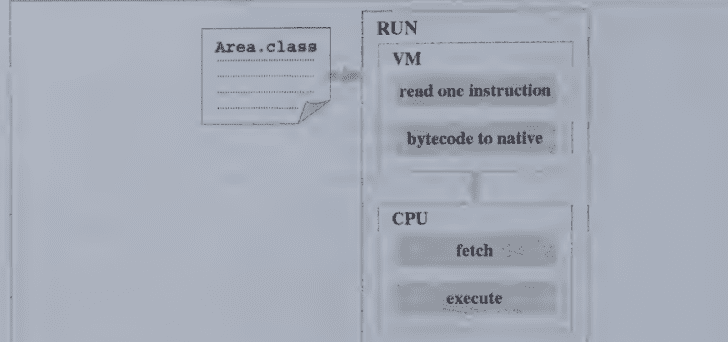 Area.class
RUN
VM
read one instruction
bytecode to native
CPU
fetch
execute